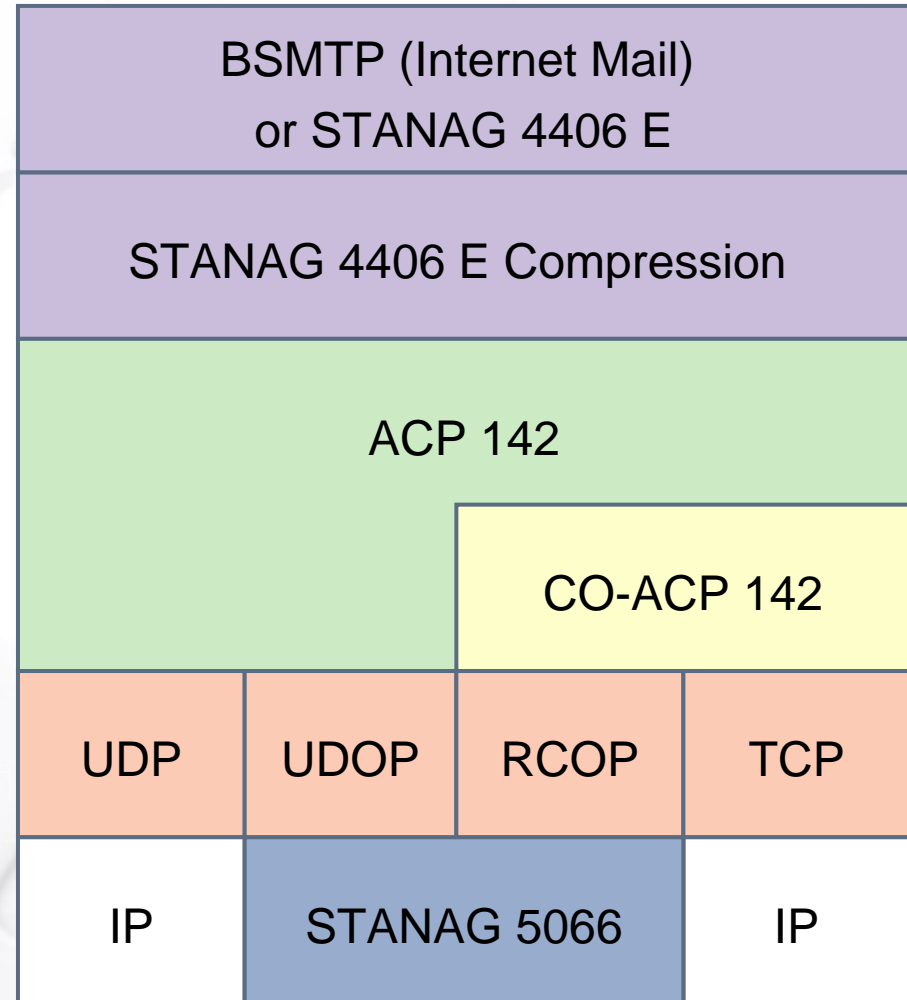 BSMTP (Internet Mail)
or STANAG 4406 E
STANAG 4406 E Compression
ACP 142
CO-ACP 142
UDP
UDOP
RCOP
TCP
IP
STANAG 5066
IP